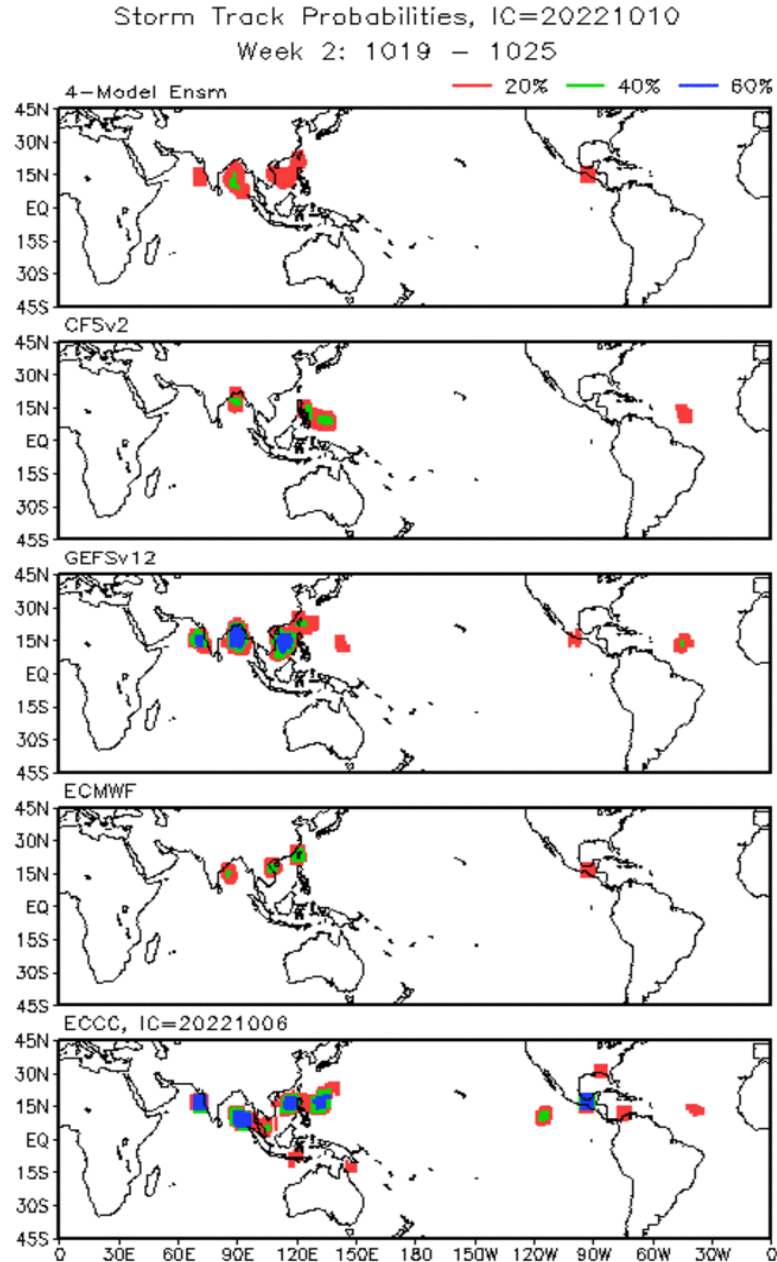 Storm Track Probabilities, IC=20221010
Week 2: 1019 – 1025
4-Model Ensm 20% 40% 60%
45N
30N
15N
EQ
15S
30S
45S
CFSv2
45N
30N
15N
EQ
15S
30S
45S
GEFSv12
45N
30N
15N
EQ
15S
30S
45S
ECMWF
45N
30N
15N
EQ
15S
30S
45S
ECCC, IC=20221006
45N
30N
15N
EQ
15S
30S
45S
0 30E 60E 90E 120E 150E 180 150W 120W 90W 60W 30W 0